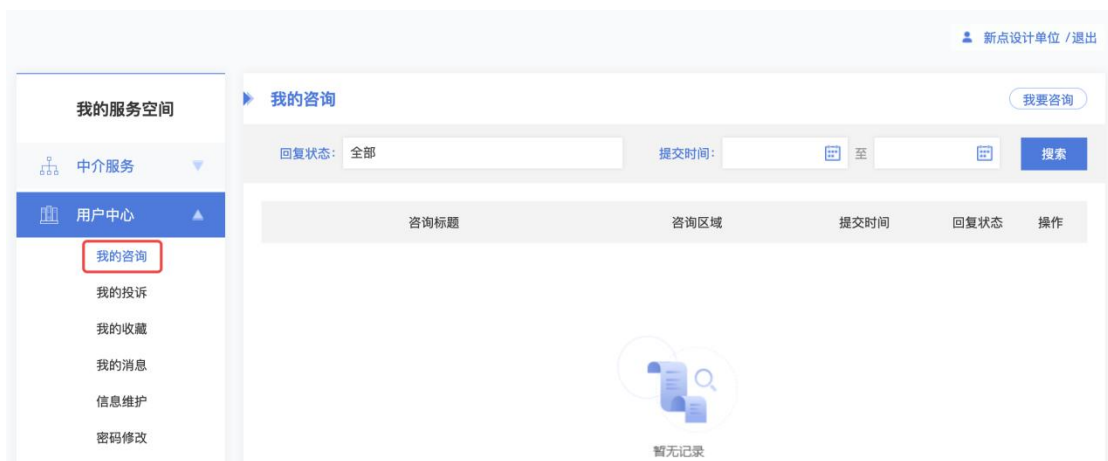 新点设计单位 /退出
我的服务空间
中介服务
用户中心
我的咨询
我的投诉
我的收藏
我的消息
信息维护
密码修改
我的咨询
我要咨询
回复状态: 全部 提交时间: 至 搜索
咨询标题 咨询区域 提交时间 回复状态 操作
暂无记录